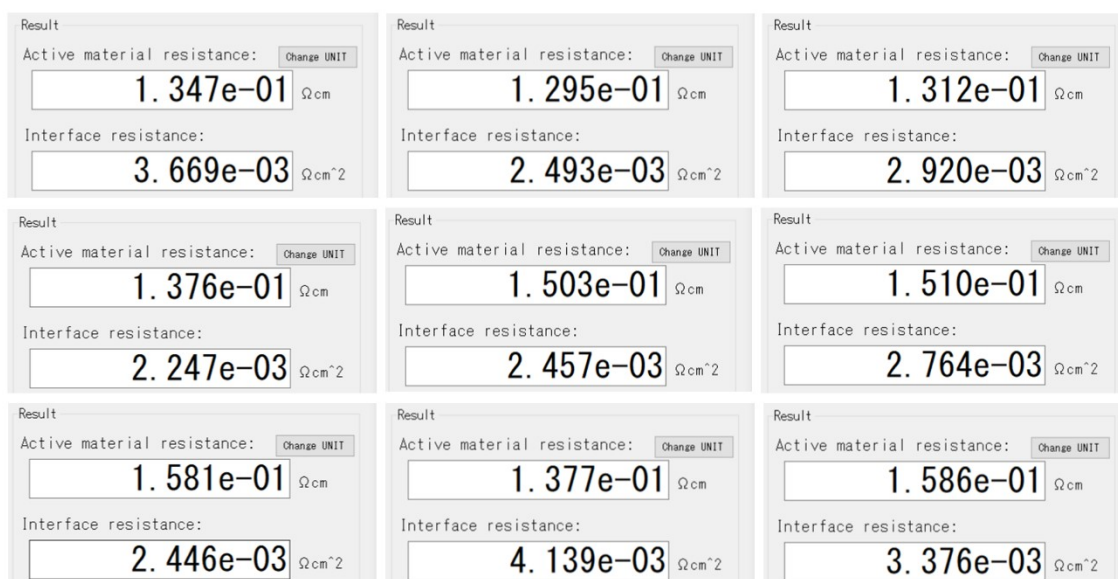 Result
Active material resistance: Change UNIT
1.347e-01 Ωcm
Interface resistance:
3.669e-03 Ωcm^2
Result
Active material resistance: Change UNIT
1.295e-01 Ωcm
Interface resistance:
2.493e-03 Ωcm^2
Result
Active material resistance: Change UNIT
1.312e-01 Ωcm
Interface resistance:
2.920e-03 Ωcm^2
Result
Active material resistance: Change UNIT
1.376e-01 Ωcm
Interface resistance:
2.247e-03 Ωcm^2
Result
Active material resistance: Change UNIT
1.503e-01 Ωcm
Interface resistance:
2.457e-03 Ωcm^2
Result
Active material resistance: Change UNIT
1.510e-01 Ωcm
Interface resistance:
2.764e-03 Ωcm^2
Result
Active material resistance: Change UNIT
1.581e-01 Ωcm
Interface resistance:
2.446e-03 Ωcm^2
Result
Active material resistance: Change UNIT
1.377e-01 Ωcm
Interface resistance:
4.139e-03 Ωcm^2
Result
Active material resistance: Change UNIT
1.586e-01 Ωcm
Interface resistance:
3.376e-03 Ωcm^2